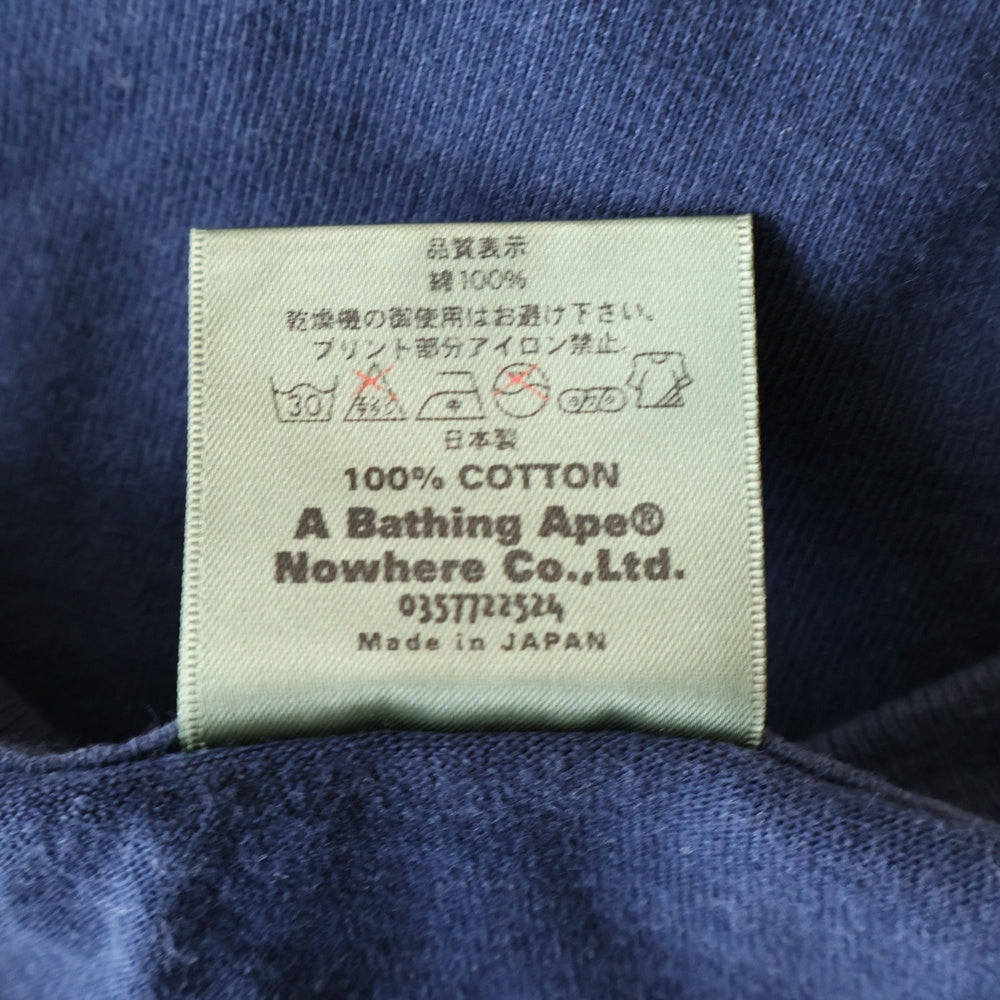 品質表示
綿100%
乾燥機の御使用はお避け下さい。
プリント部分アイロン禁止.
30 中
日本製
100% COTTON
A Bathing Ape®
Nowhere Co.,Ltd.
0357722524
Made in JAPAN